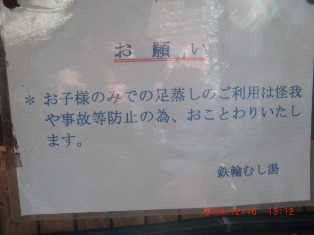 お願い
* お子様のみでの足蒸しのご利用は怪我
や事故等防止の為、おことわりいたし
ます。
鉄輪むし湯
13:12